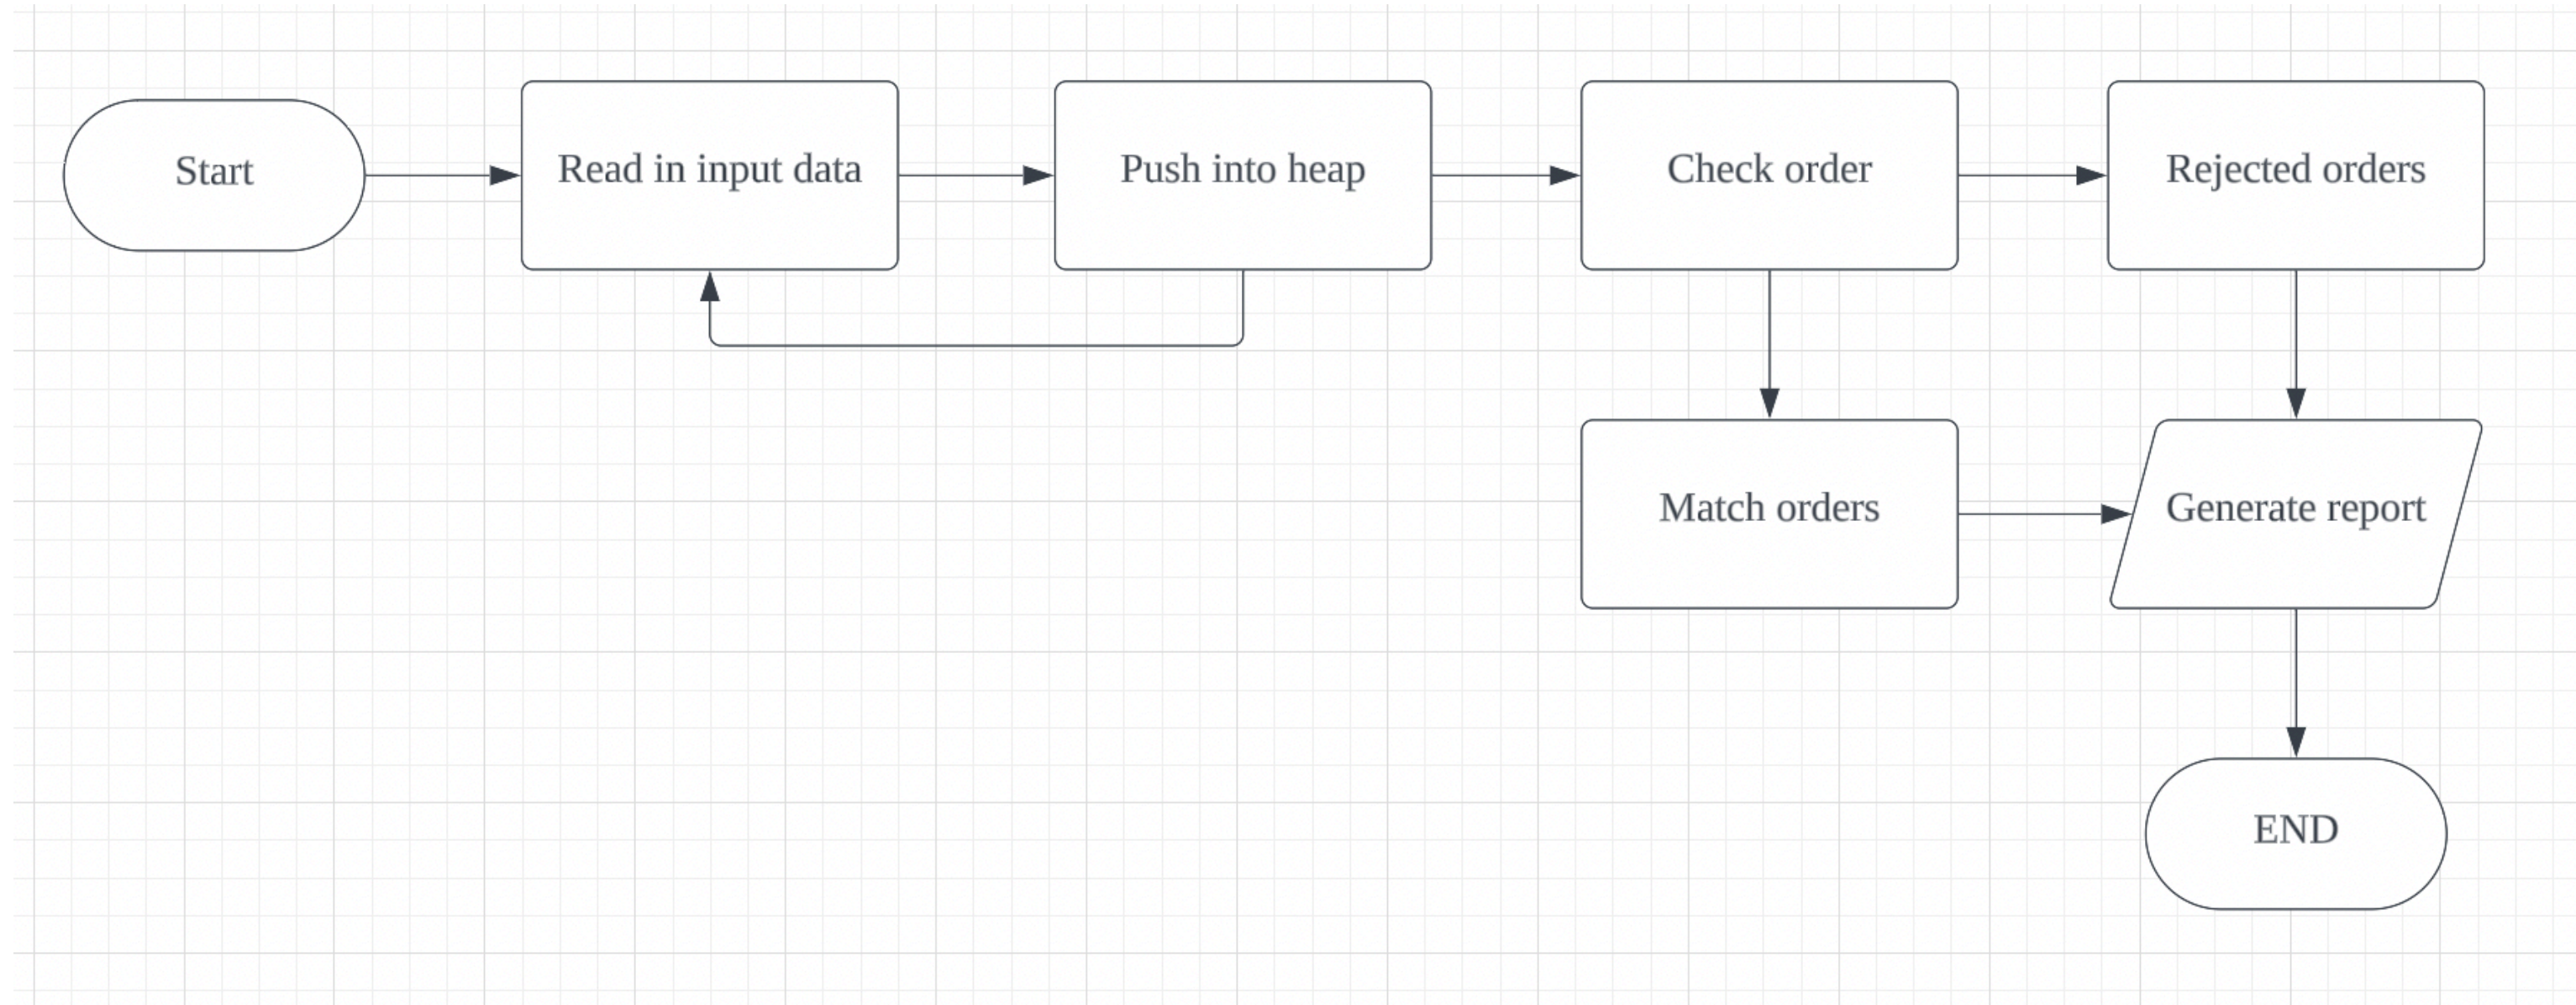 Start
Read in input data
Push into heap
Check order
Rejected orders
Match orders
Generate report
END